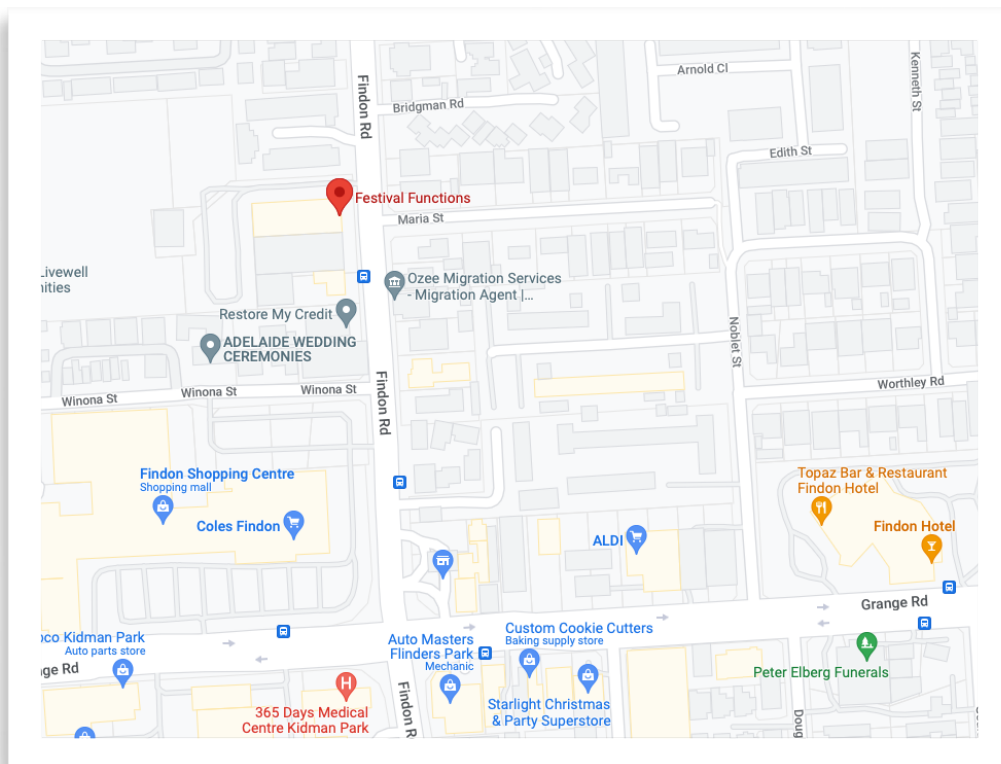 Findon Rd
Bridgman Rd
Arnold Cl
Kenneth St
Edith St
Festival Functions
Maria St
Livewell
Ozee Migration Services
- Migration Agent |...
Restore My Credit
ADELAIDE WEDDING
CEREMONIES
Noblet St
Winona St
Winona St
Winona St
Findon Rd
Worthley Rd
Findon Shopping Centre
Shopping mall
Coles Findon
Topaz Bar & Restaurant
Findon Hotel
Findon Hotel
ALDI
Grange Rd
Kidman Park
Auto parts store
Auto Masters
Flinders Park
Mechanic
Custom Cookie Cutters
Baking supply store
Peter Elberg Funerals
Rd
H
365 Days Medical
Centre Kidman Park
Findon R
Starlight Christmas
& Party Superstore
Doug